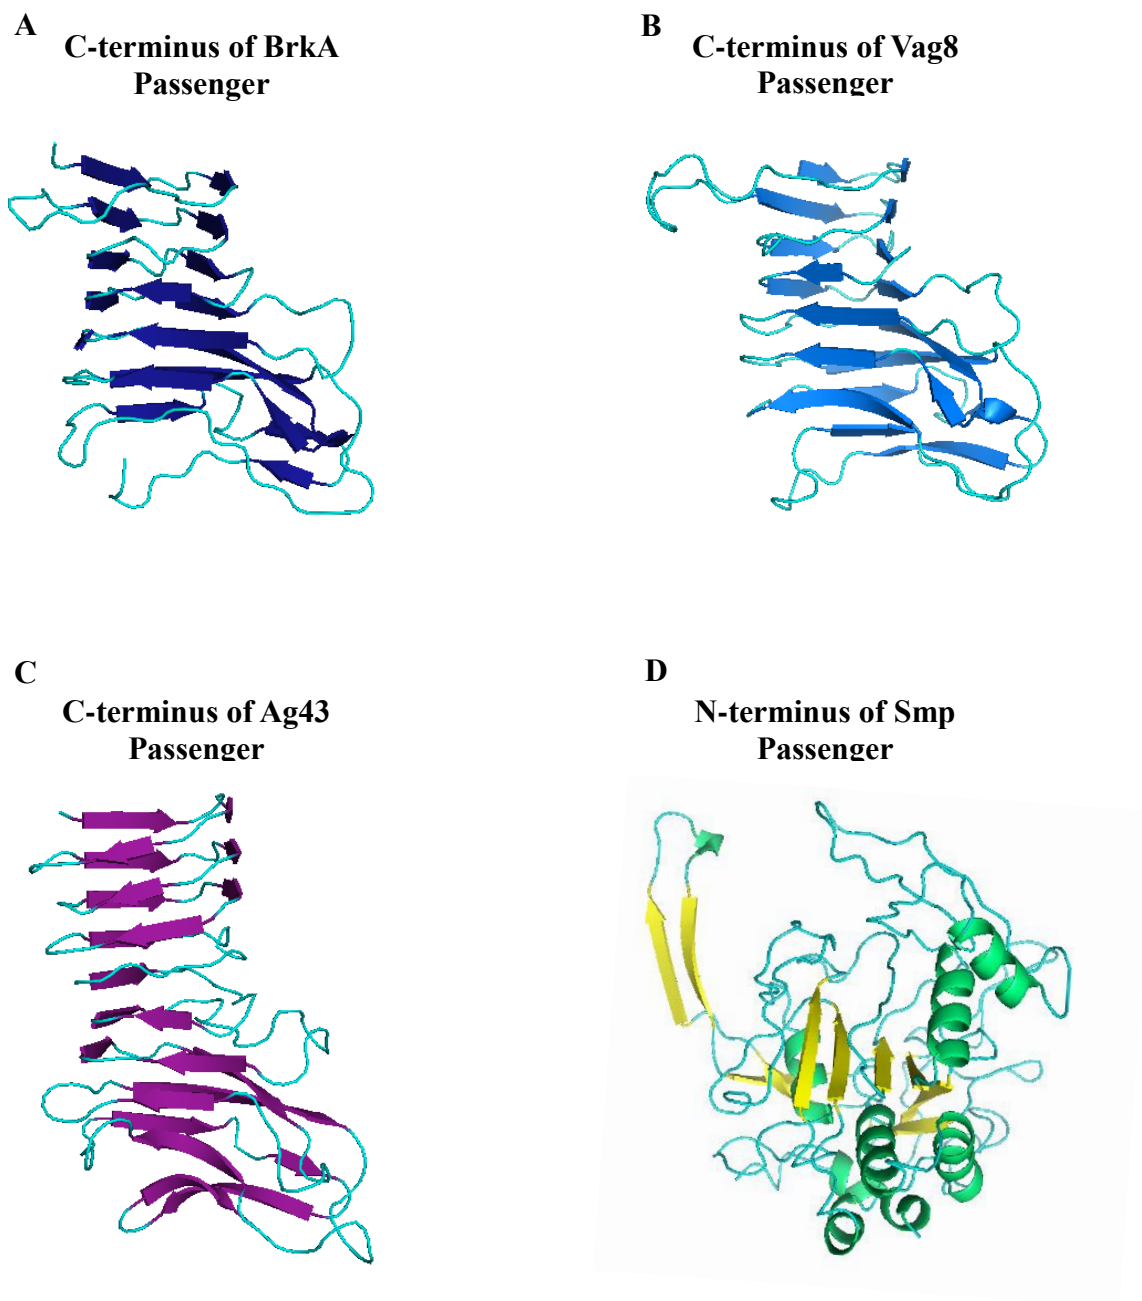 A
C-terminus of BrkA
Passenger
B
C-terminus of Vag8
Passenger
C
C-terminus of Ag43
Passenger
D
N-terminus of Smp
Passenger